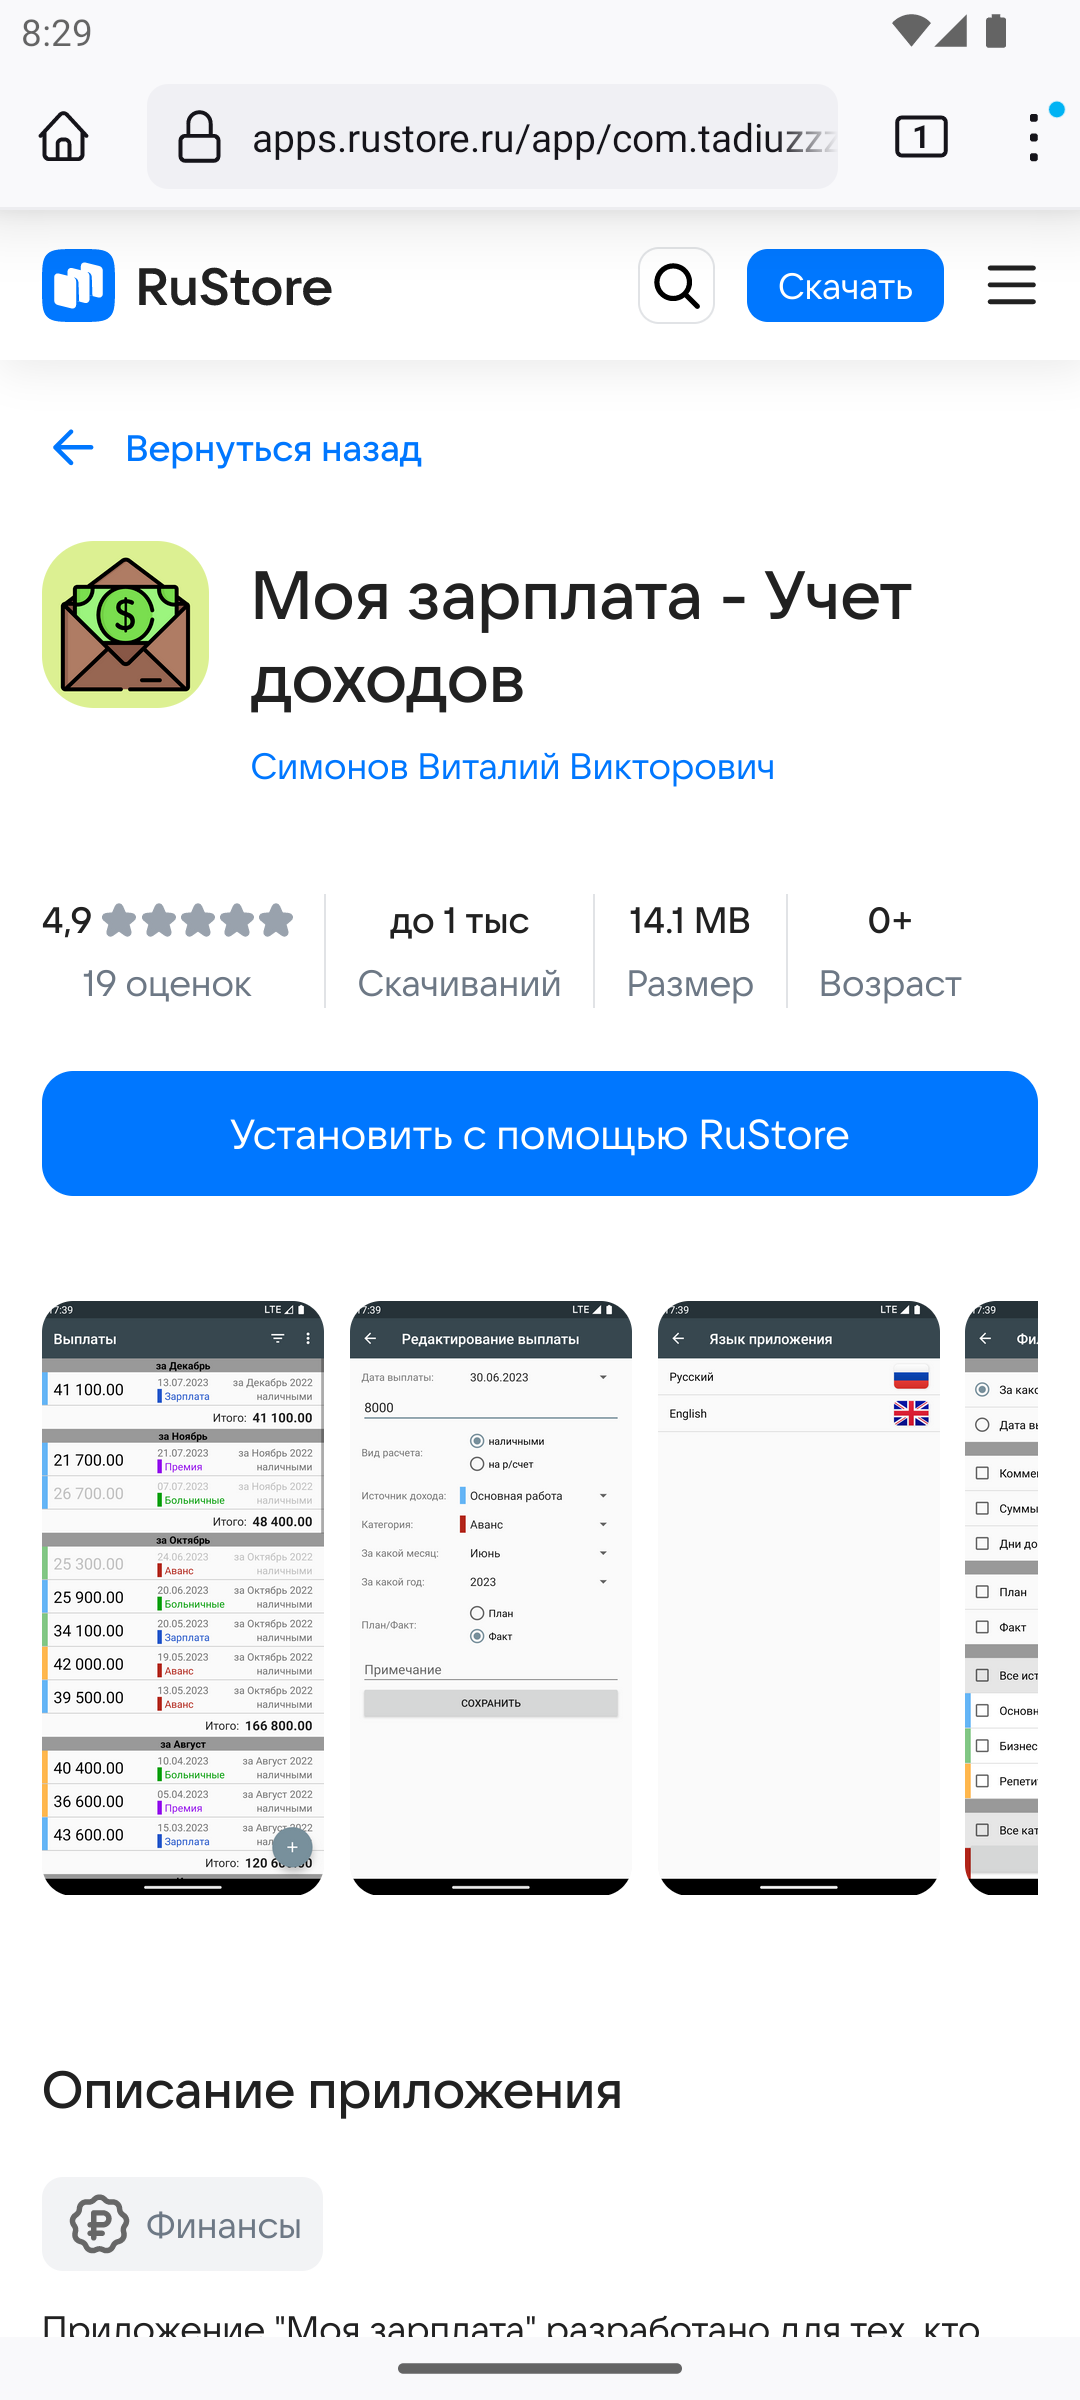 8:29
apps.rustore.ru/app/com.tadiuzzz
1
RuStore
Скачать
Вернуться назад
Моя зарплата - Учет
доходов
Симонов Виталий Викторович
4,9
19 оценок
до 1 тыс
Скачиваний
14.1 MB
Размер
0+
Возраст
Установить с помощью RuStore
17:39 LTE
Выплаты
за Декабрь
41 100.00 13.07.2023 за Декабрь 2022
Зарплата наличными
Итого: 41 100.00
за Ноябрь
21 700.00 21.07.2023 за Ноябрь 2022
Премия наличными
26 700.00 07.07.2023 за Ноябрь 2022
Больничные наличными
Итого: 48 400.00
за Октябрь
25 300.00 24.06.2023 за Октябрь 2022
Аванс наличными
25 900.00 20.06.2023 за Октябрь 2022
Больничные наличными
34 100.00 20.05.2023 за Октябрь 2022
Зарплата наличными
42 000.00 19.05.2023 за Октябрь 2022
Аванс наличными
39 500.00 13.05.2023 за Октябрь 2022
Аванс наличными
Итого: 166 800.00
за Август
40 400.00 10.04.2023 за Август 2022
Больничные наличными
36 600.00 05.04.2023 за Август 2022
Премия наличными
43 600.00 15.03.2023 за Август 2022
Зарплата
Итого:
17:39 LTE
Редактирование выплаты
Дата выплаты: 30.06.2023
8000
Вид расчета: наличными
на р/счет
Источник дохода: Основная работа
Категория: Аванс
За какой месяц: Июнь
За какой год: 2023
План/Факт: План
Факт
Примечание
СОХРАНИТЬ
17:39 LTE
Язык приложения
Русский
English
17:39
За как
Дата вы
Комме
Суммы
Дни до
План
Факт
Все ист
Основн
Бизнес
Репети
Все кат
Описание приложения
Финансы
Приложение "Моя зарплата" разработано для тех, кто